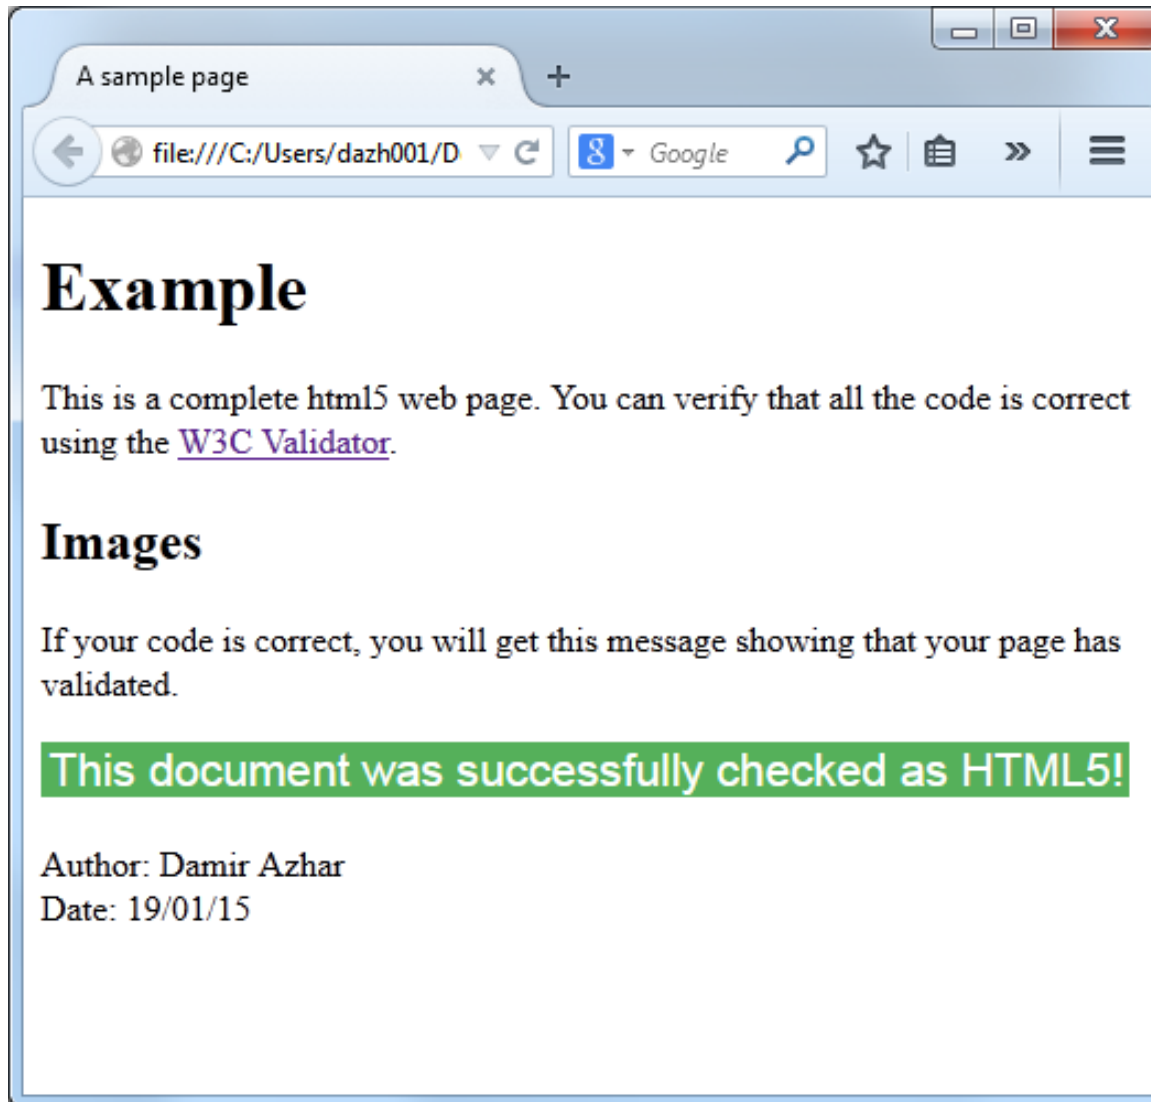 A sample page
file:///C:/Users/dazh001/D
8 Google
Example
This is a complete html5 web page. You can verify that all the code is correct
using the W3C Validator.
Images
If your code is correct, you will get this message showing that your page has
validated.
This document was successfully checked as HTML5!
Author: Damir Azhar
Date: 19/01/15